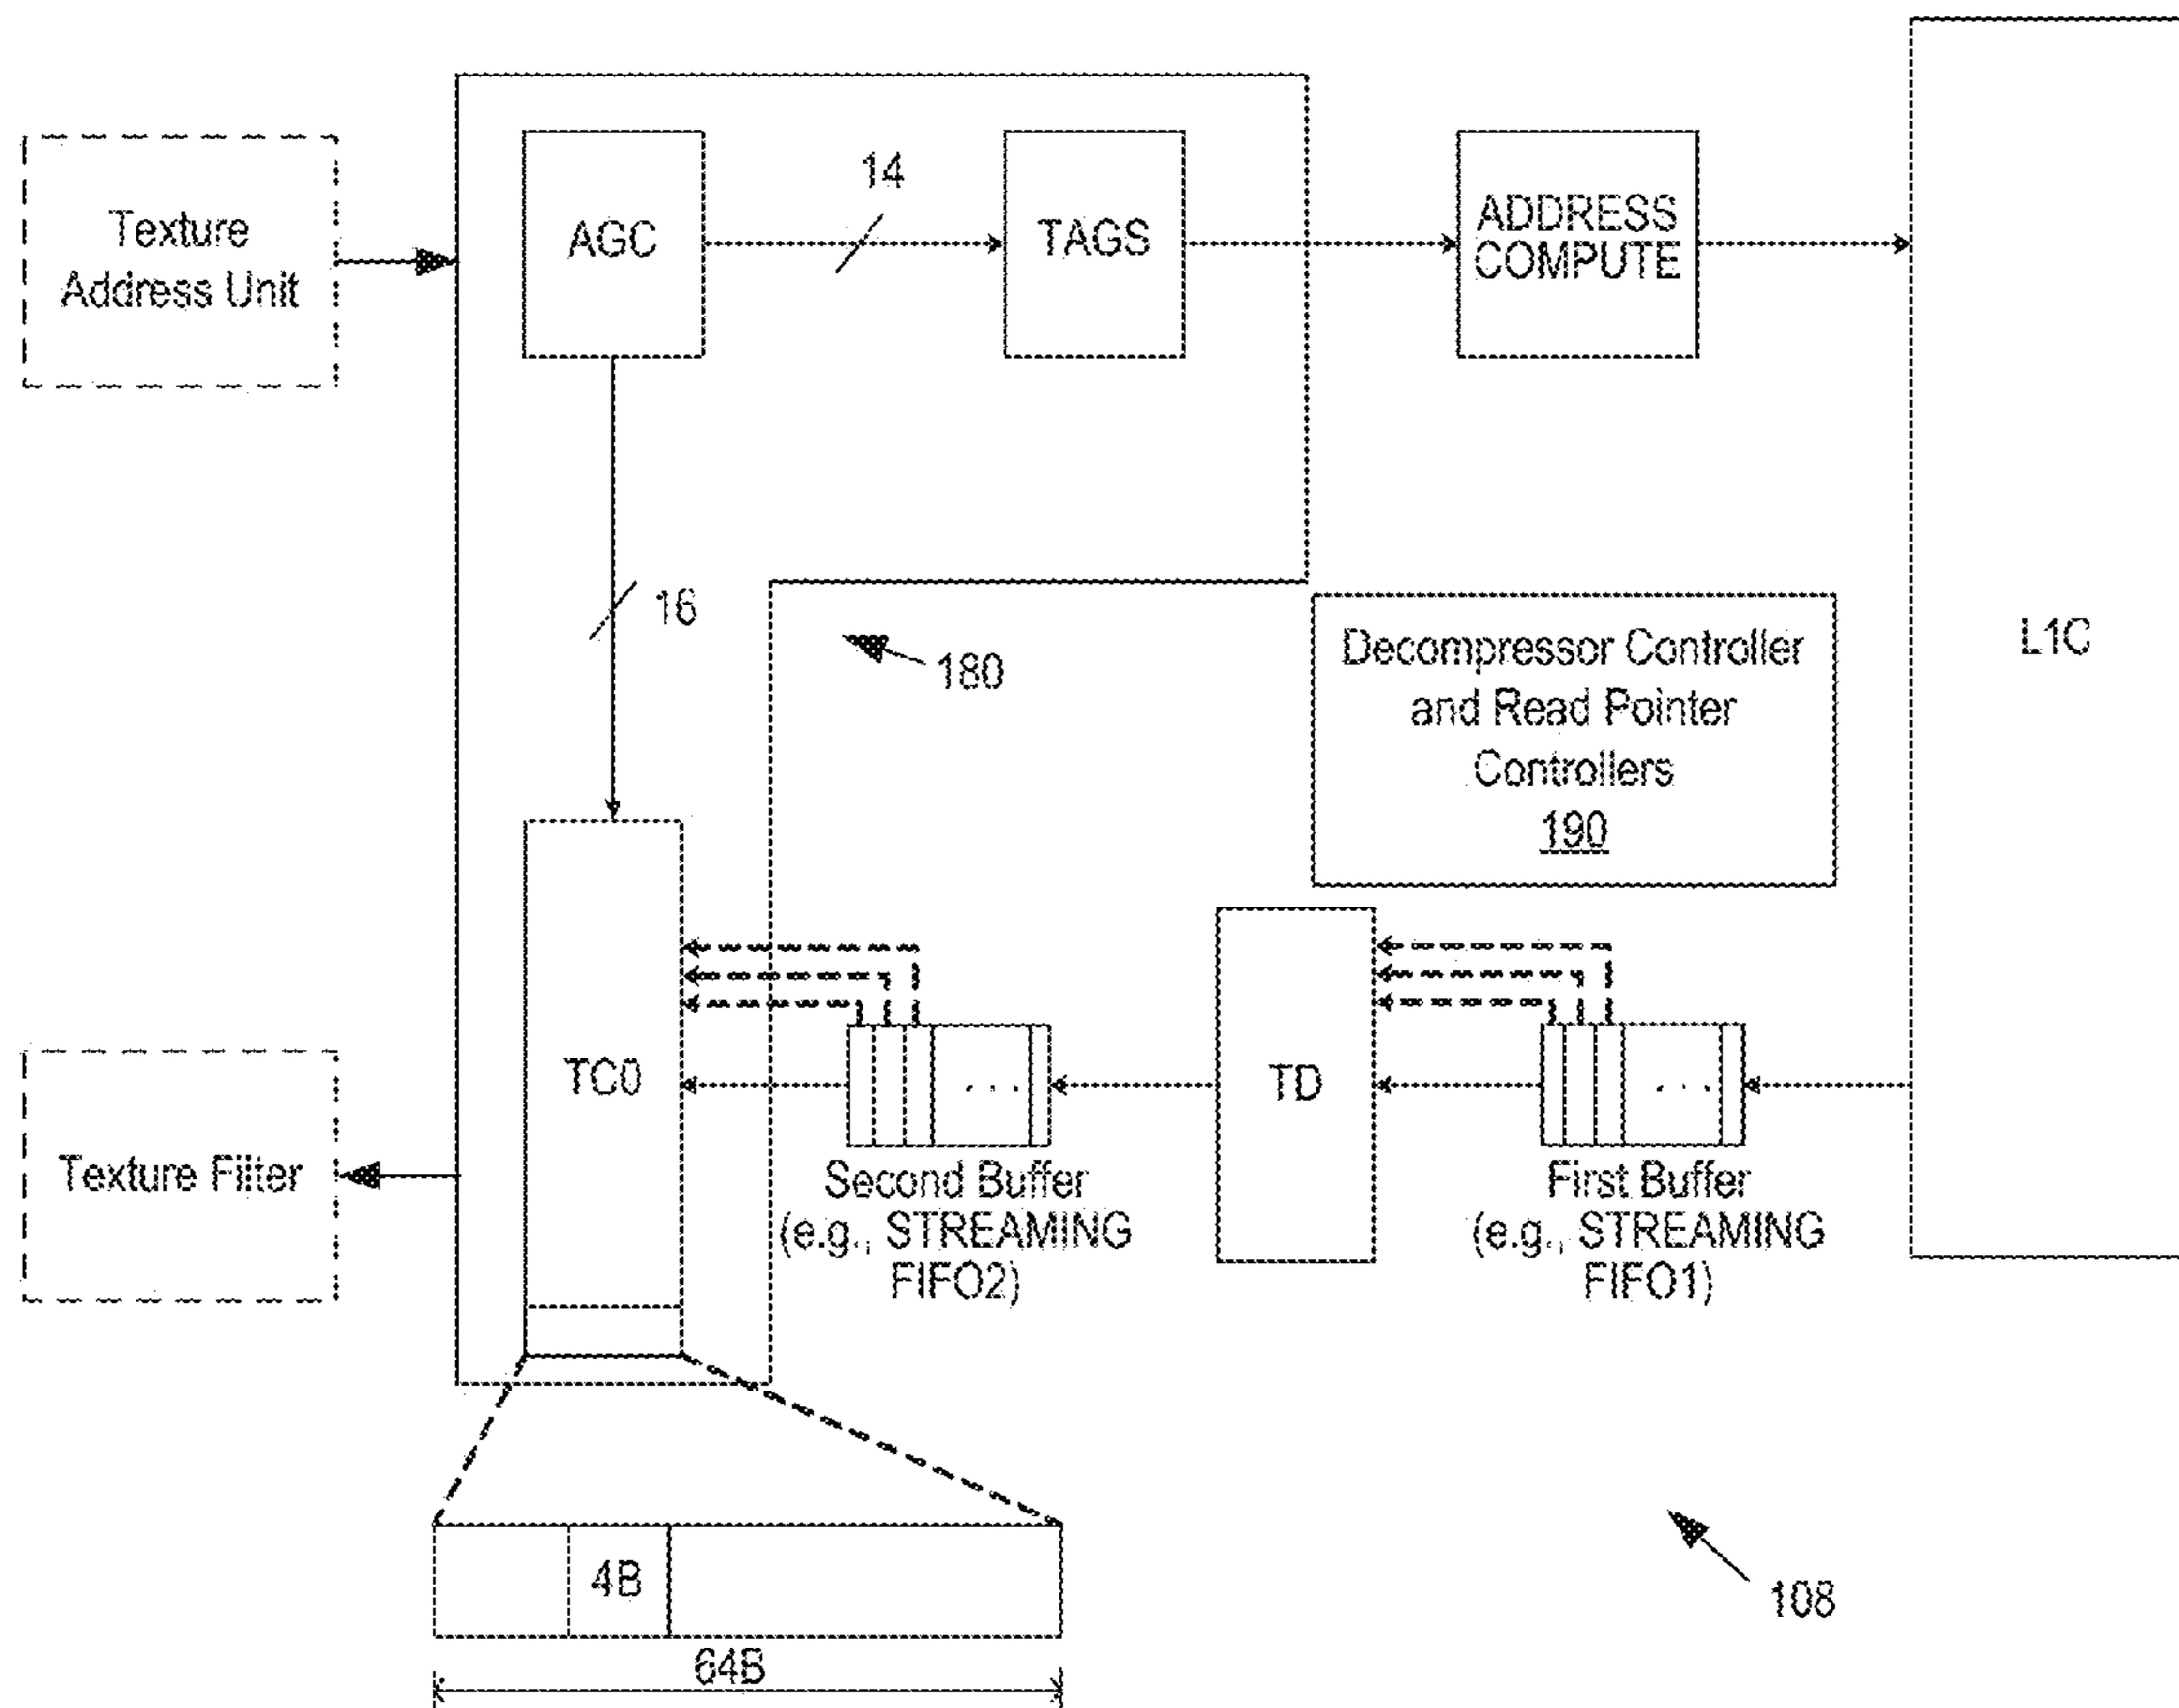 Texture
Address Unit
AGC
14
TAGS
ADDRESS
COMPUTE
L1C
16
180
Decompressor Controller
and Read Pointer
Controllers
190
TC0
TD
Second Buffer
(e.g., STREAMING
FIFO2)
First Buffer
(e.g., STREAMING
FIFO1)
Texture Filter
4B
64B
108